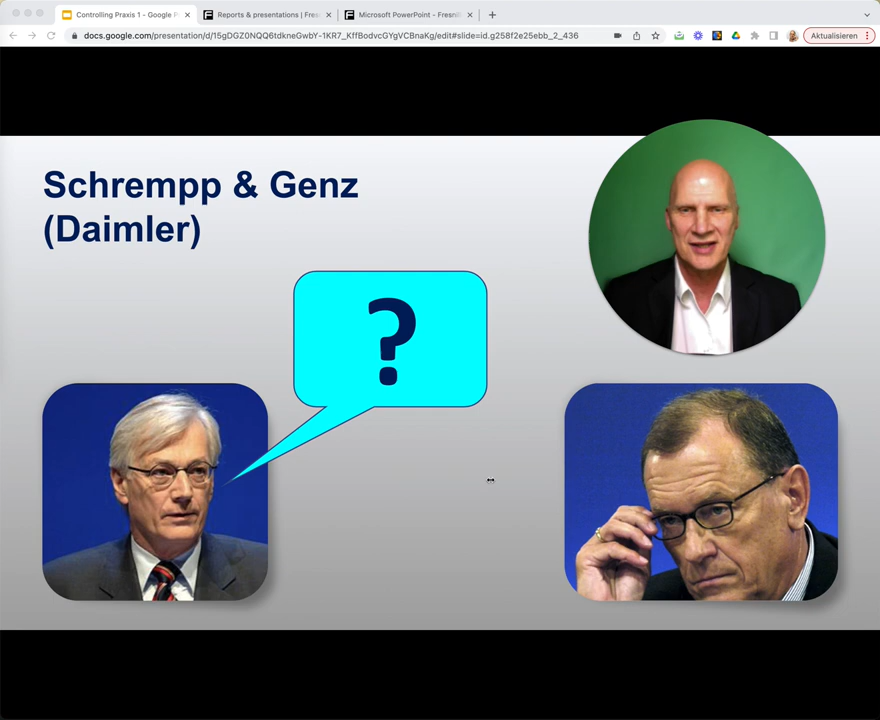 Controlling Praxis 1 - Google P
Reports & presentations | Fres
Microsoft PowerPoint - Fresni
docs.google.com/presentation/d/15gDGZ0NQQ6tdkneGwbY-1KR7_KffBodvcGYgVCBnaKg/edit#slide=id.g258f2e25ebb_2_436
Aktualisieren
Schrempp & Genz
(Daimler)
?